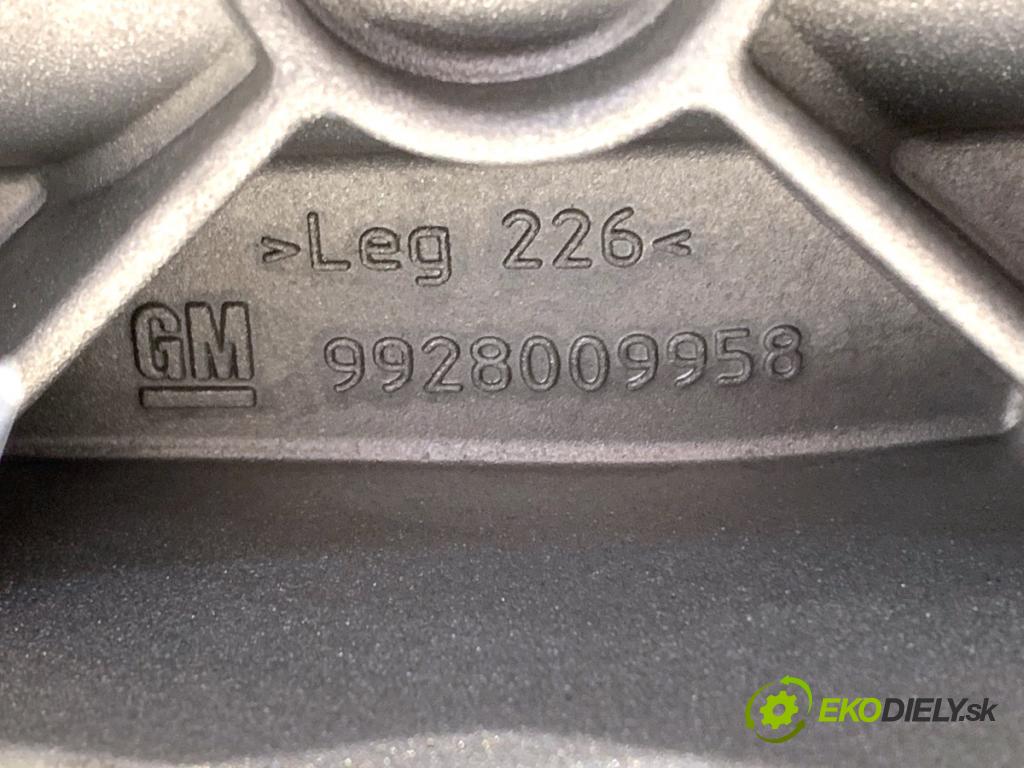 >Leg 226<
GM 9928009958
EKODIELY.sk